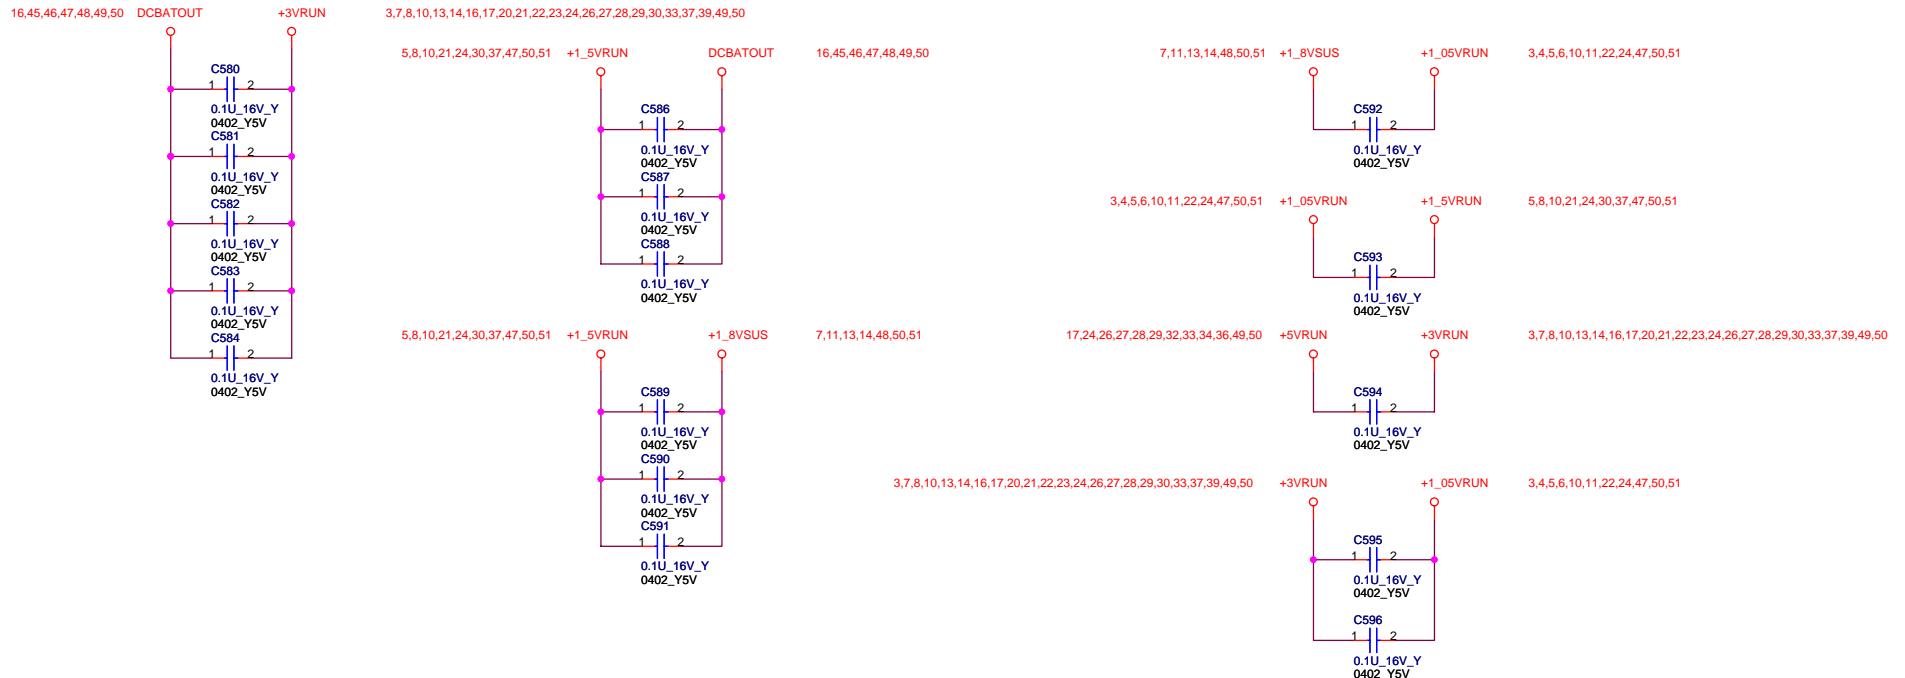 16,45,46,47,48,49,50 DCBATOUT +3VRUN 3,7,8,10,13,14,16,17,20,21,22,23,24,26,27,28,29,30,33,37,39,49,50
C580
1 2
0.1U_16V_Y
0402_Y5V
C581
1 2
0.1U_16V_Y
0402_Y5V
C582
1 2
0.1U_16V_Y
0402_Y5V
C583
1 2
0.1U_16V_Y
0402_Y5V
C584
1 2
0.1U_16V_Y
0402_Y5V
5,8,10,21,24,30,37,47,50,51 +1_5VRUN DCBATOUT 16,45,46,47,48,49,50
C586
1 2
0.1U_16V_Y
0402_Y5V
C587
1 2
0.1U_16V_Y
0402_Y5V
C588
1 2
0.1U_16V_Y
0402_Y5V
5,8,10,21,24,30,37,47,50,51 +1_5VRUN +1_8VSUS 7,11,13,14,48,50,51
C589
1 2
0.1U_16V_Y
0402_Y5V
C590
1 2
0.1U_16V_Y
0402_Y5V
C591
1 2
0.1U_16V_Y
0402_Y5V
7,11,13,14,48,50,51 +1_8VSUS +1_05VRUN 3,4,5,6,10,11,22,24,47,50,51
C592
1 2
0.1U_16V_Y
0402_Y5V
3,4,5,6,10,11,22,24,47,50,51 +1_05VRUN +1_5VRUN 5,8,10,21,24,30,37,47,50,51
C593
1 2
0.1U_16V_Y
0402_Y5V
17,24,26,27,28,29,32,33,34,36,49,50 +5VRUN +3VRUN 3,7,8,10,13,14,16,17,20,21,22,23,24,26,27,28,29,30,33,37,39,49,50
C594
1 2
0.1U_16V_Y
0402_Y5V
3,7,8,10,13,14,16,17,20,21,22,23,24,26,27,28,29,30,33,37,39,49,50 +3VRUN +1_05VRUN 3,4,5,6,10,11,22,24,47,50,51
C595
1 2
0.1U_16V_Y
0402_Y5V
C596
1 2
0.1U_16V_Y
0402_Y5V